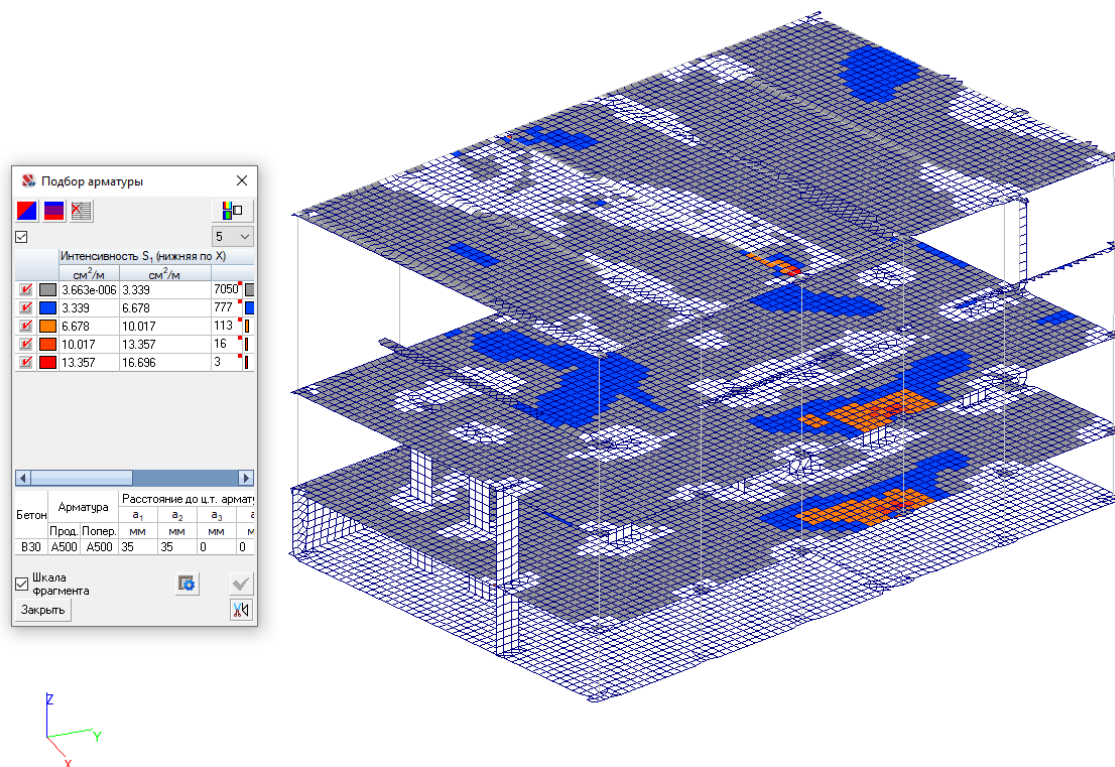 Подбор арматуры
5
Интенсивность S1 (нижняя по X)
см2/м см2/м
3.663e-006 3.339 7050
3.339 6.678 777
6.678 10.017 113
10.017 13.357 16
13.357 16.696 3
Бетон Арматура Расстояние до ц.т. армату
a1 a2 a3
Прод. Попер. мм мм мм
B30 A500 A500 35 35 0 0
Шкала
фрагмента
Закрыть
Z
Y
X